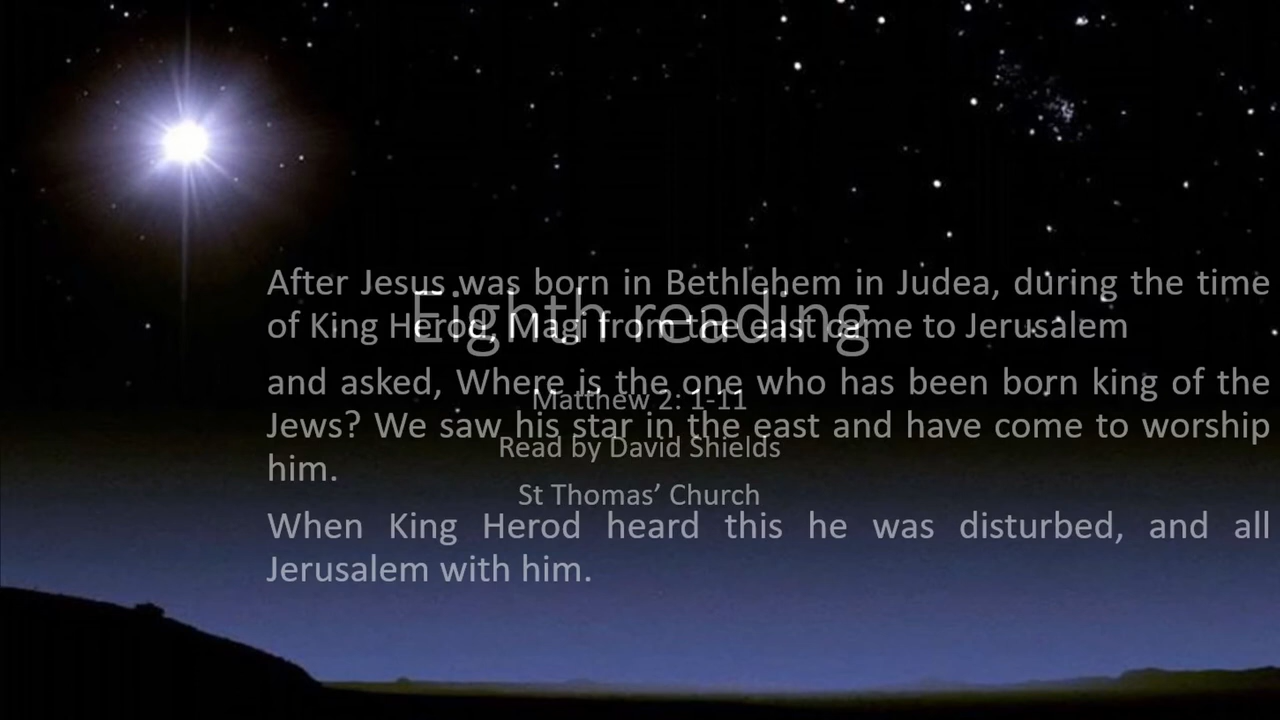 Eighth reading
Matthew 2: 1-11
Read by David Shields
St Thomas’ Church
After Jesus was born in Bethlehem in Judea, during the time
of King Herod, Magi from the east came to Jerusalem
and asked, Where is the one who has been born king of the
Jews? We saw his star in the east and have come to worship
him.
When King Herod heard this he was disturbed, and all
Jerusalem with him.